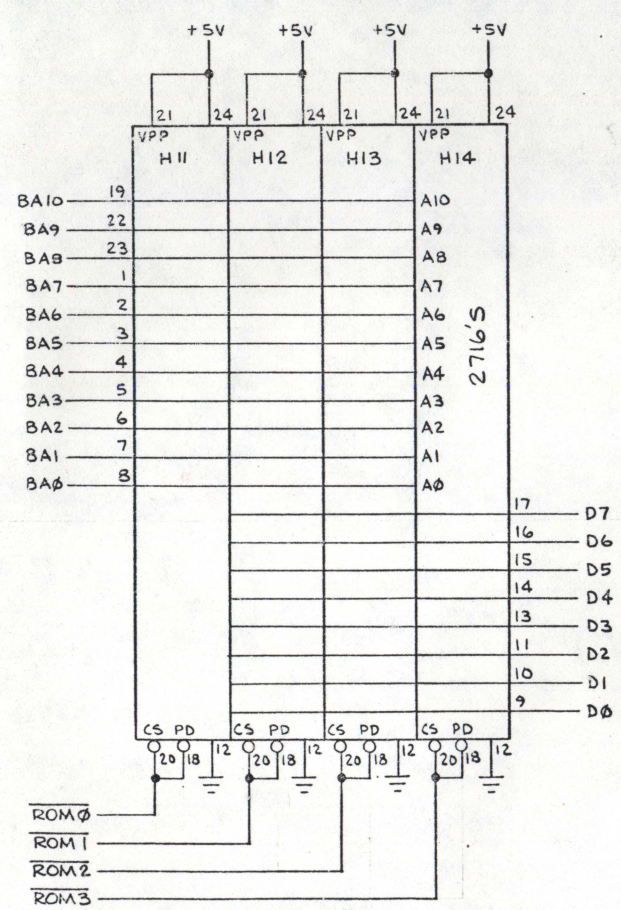 +5V +5V +5V +5V
21 24 21 24 21 24 21 24
VPP VPP VPP VPP
H11 H12 H13 H14
BA10 19 A10
BA9 22 A9
BA8 23 A8
BA7 1 A7
BA6 2 A6
BA5 3 A5
BA4 4 A4
BA3 5 A3
BA2 6 A2
BA1 7 A1
BAØ 8 AØ
2716'S
17 D7
16 D6
15 D5
14 D4
13 D3
11 D2
10 D1
9 DØ
CS PD CS PD CS PD CS PD
20 18 12 20 18 12 20 18 12 20 18 12
ROMØ
ROM1
ROM2
ROM3